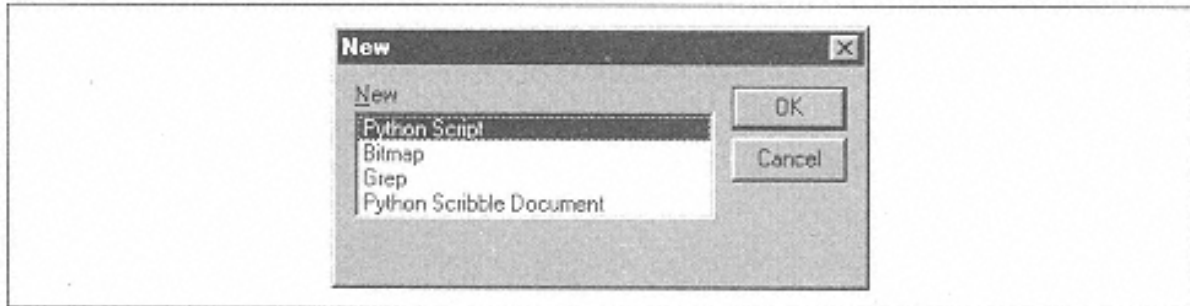 New
New
Python Script
Bitmap
Grep
Python Scribble Document
OK
Cancel